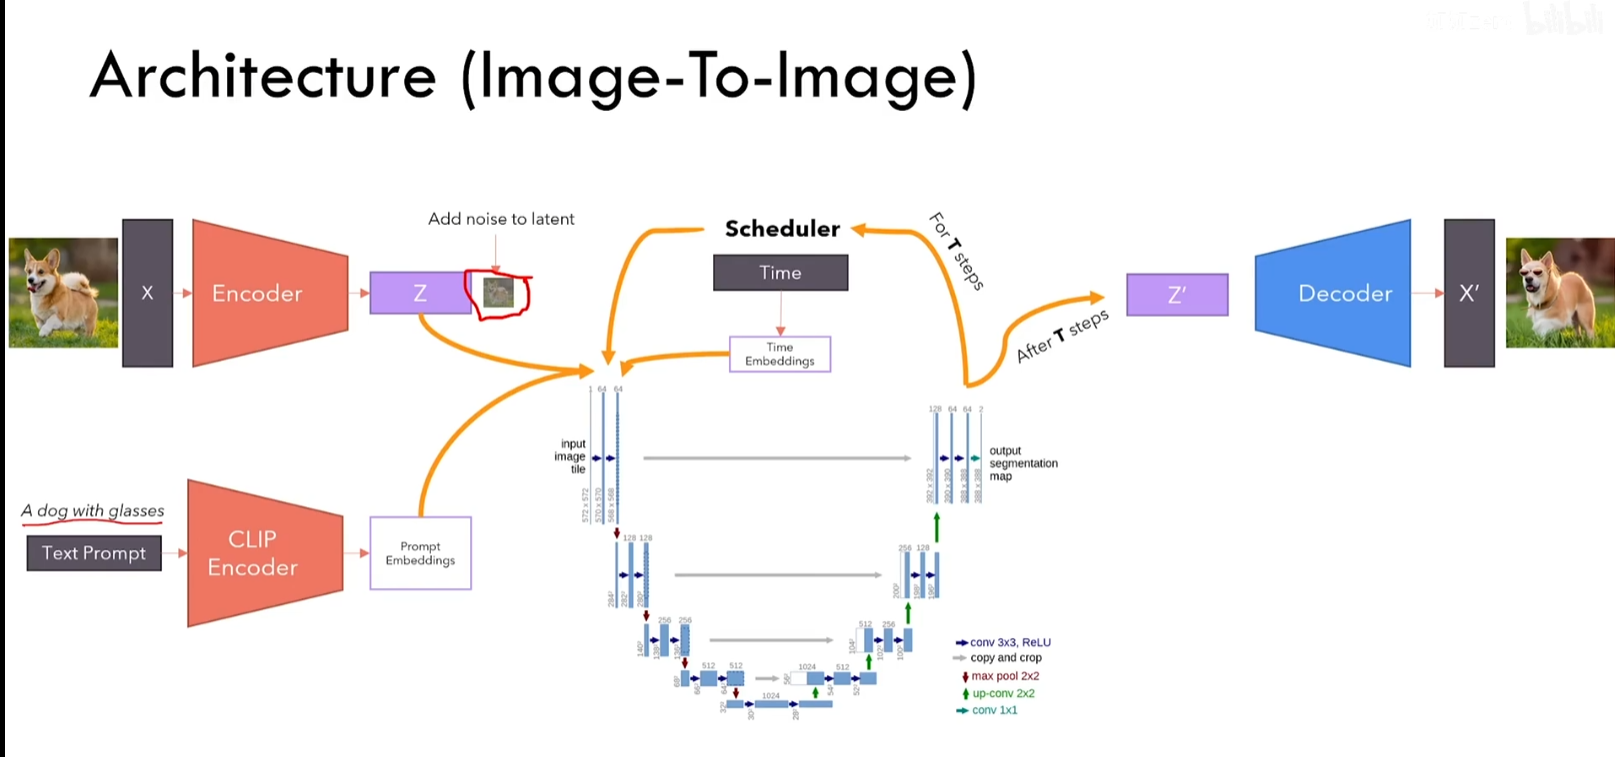 bilibili
Architecture (Image-To-Image)
Add noise to latent
Scheduler
For T steps
Time
X
Encoder
Z
Z'
Decoder
X'
Time
Embeddings
After T steps
1 64 64
128 64 64 2
input
image
tile
output
segmentation
map
572 x 572
570 x 570
568 x 568
392 x 392
390 x 390
388 x 388
388 x 388
A dog with glasses
Text Prompt
CLIP
Encoder
Prompt
Embeddings
128 128
256 128
284²
282²
280²
200²
198²
196²
256 256
512 256
140²
138²
136²
104²
102²
100²
conv 3x3, ReLU
copy and crop
max pool 2x2
up-conv 2x2
conv 1x1
512 512
1024 512
68²
66²
64²
56²
54²
52²
1024
32²
30²
28²